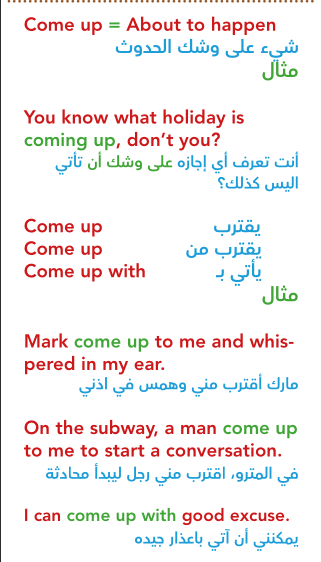 Come up = About to happen
شيء على وشك الحدوث
مثال
You know what holiday is
coming up, don't you?
أنت تعرف أي إجازه على وشك أن تأتي
اليس كذلك؟
Come up يقترب
Come up يقترب من
Come up with يأتي بـ
مثال
Mark come up to me and whis-
pered in my ear.
مارك أقترب مني وهمس في اذني
On the subway, a man come up
to me to start a conversation.
في المترو، اقترب مني رجل ليبدأ محادثة
I can come up with good excuse.
يمكنني أن آتي باعذار جيده